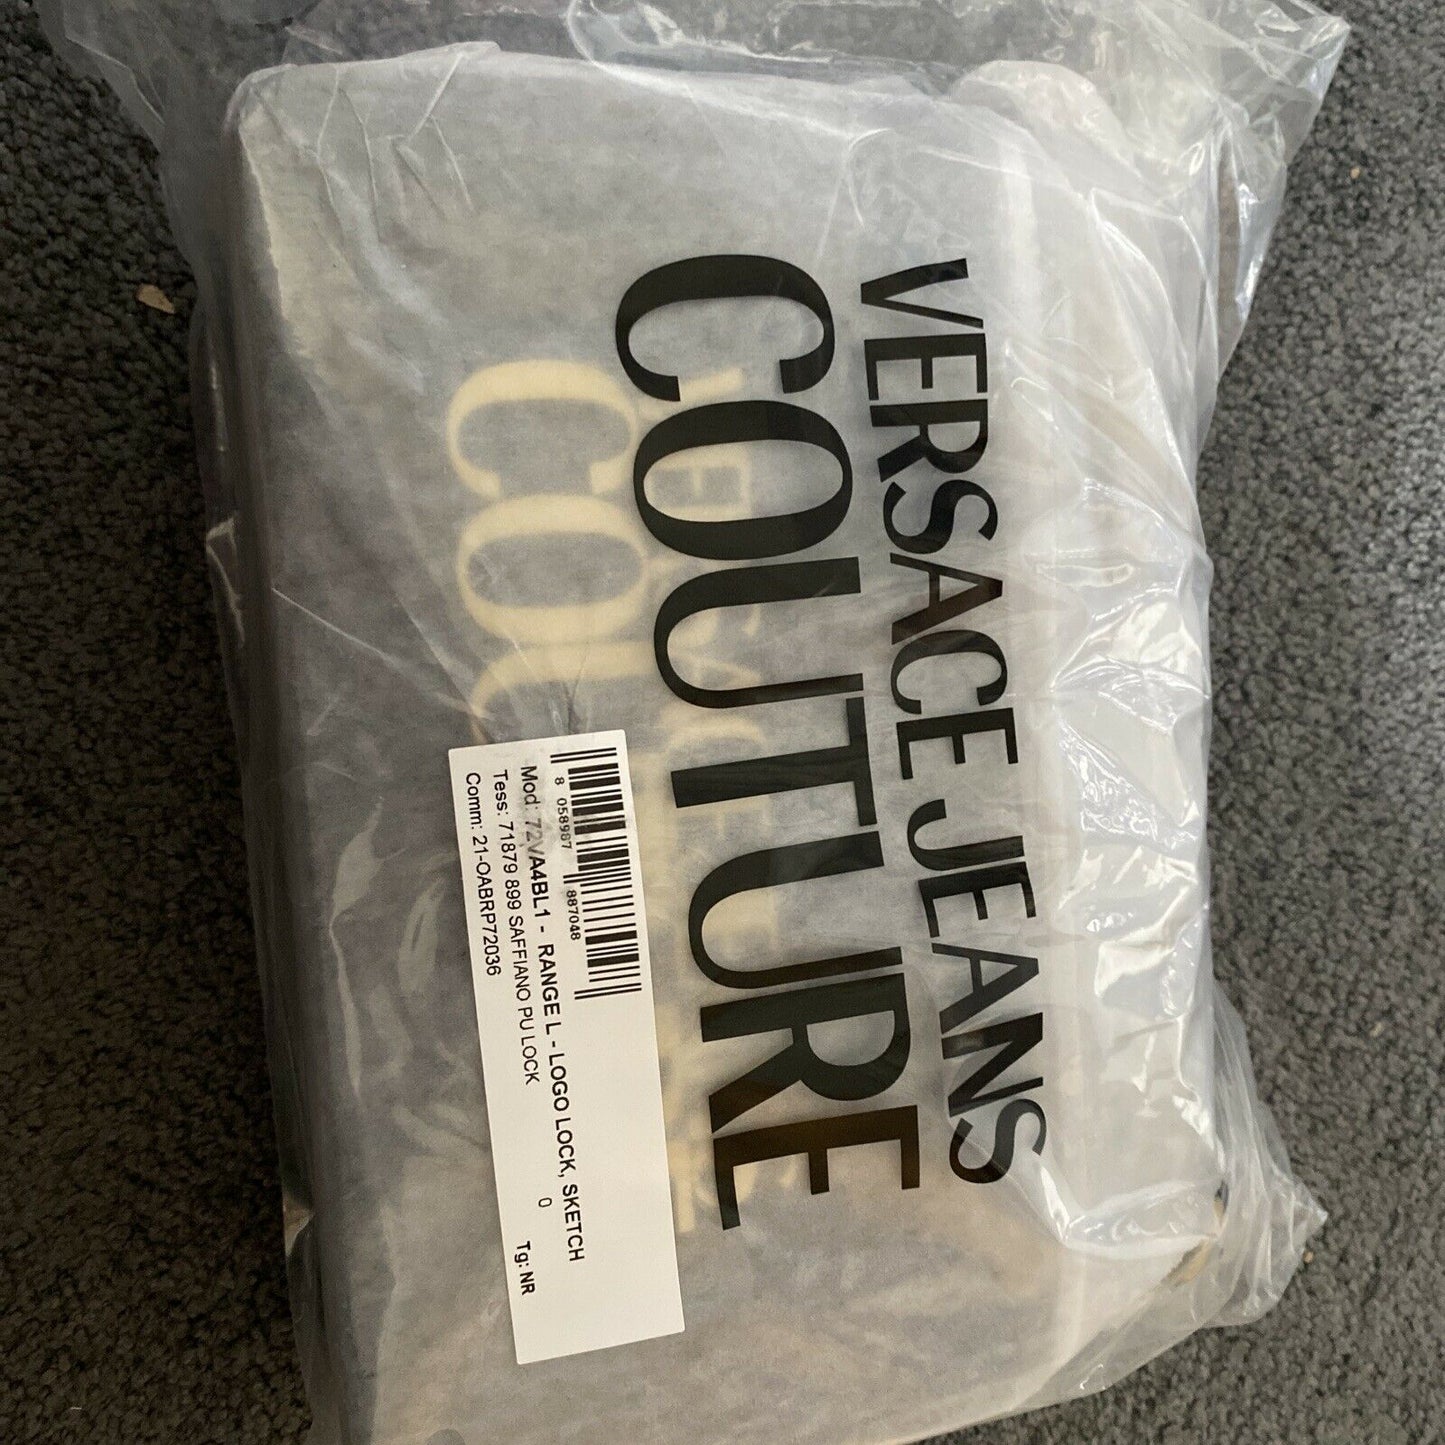 VERSACE JEANS
COUTURE
8 058987 887048
Mod: 72VA4BL1 - RANGE L - LOGO LOCK, SKETCH
Tess: 71879 899 SAFFIANO PU LOCK 0 Tg: NR
Comm: 21-OABRP72036
COU